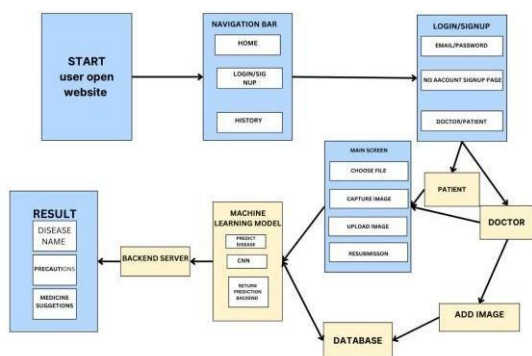 START
user open
website
NAVIGATION BAR
HOME
LOGIN/SIG
NUP
HISTORY
LOGIN/SIGNUP
EMAIL/PASSWORD
NO AACOUNT SIGNUP PAGE
DOCTOR/PATIENT
MAIN SCREEN
CHOOSE FILE
CAPTURE IMAGE
UPLOAD IMAGE
RESUBMISSON
PATIENT
DOCTOR
RESULT
DISEASE
NAME
PRECAUTIONS
MEDICINE
SUGGETIONS
BACKEND SERVER
MACHINE
LEARNING MODEL
PREDICT
DISEASE
CNN
RETURN
PREDICTION
BACKEND
ADD IMAGE
DATABASE